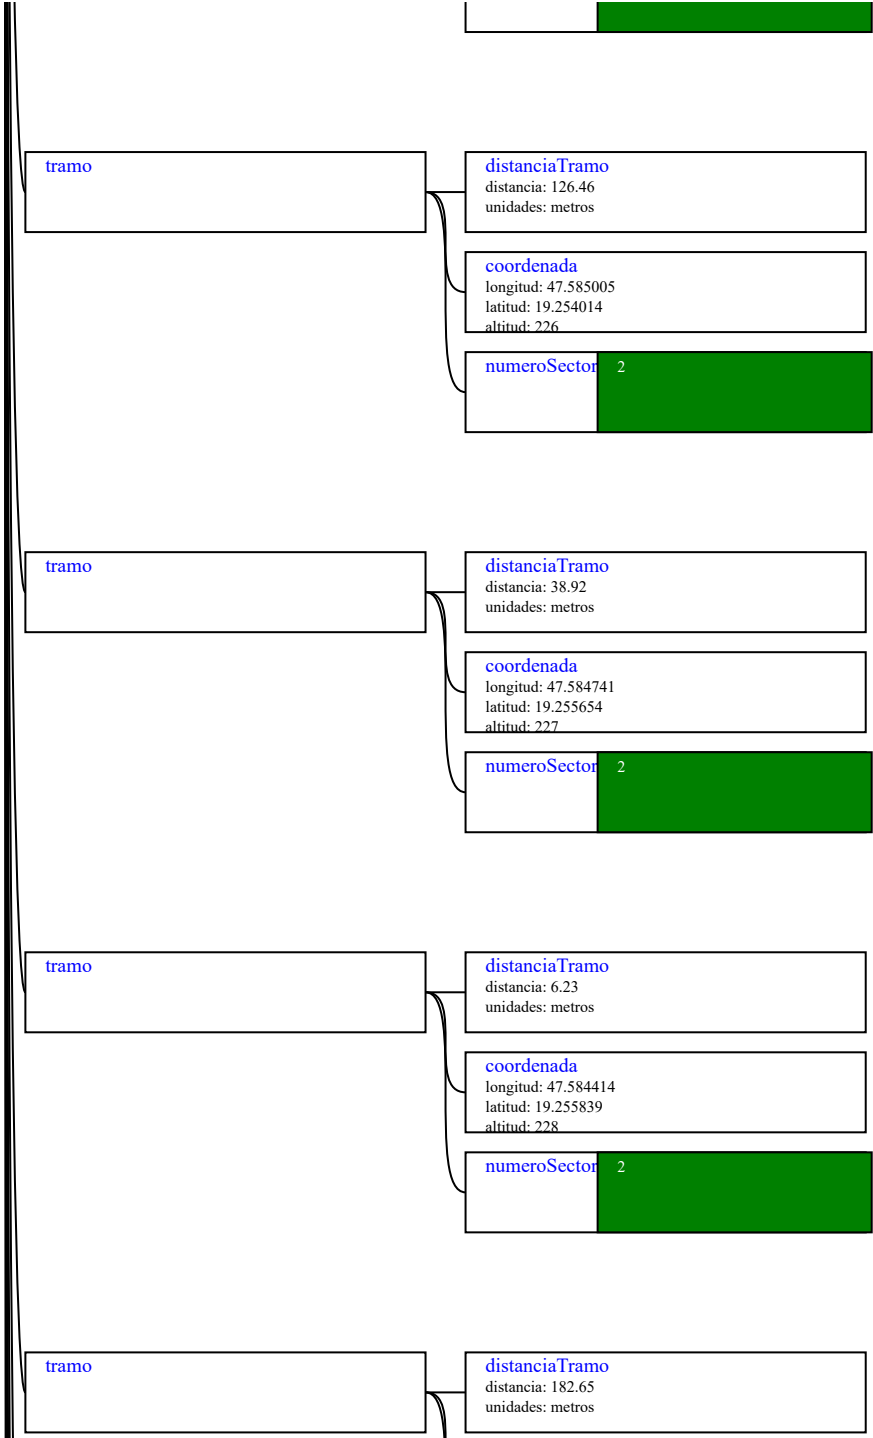 tramo
distanciaTramo
distancia: 126.46
unidades: metros
coordenada
longitud: 47.585005
latitud: 19.254014
altitud: 226
numeroSector 2
tramo
distanciaTramo
distancia: 38.92
unidades: metros
coordenada
longitud: 47.584741
latitud: 19.255654
altitud: 227
numeroSector 2
tramo
distanciaTramo
distancia: 6.23
unidades: metros
coordenada
longitud: 47.584414
latitud: 19.255839
altitud: 228
numeroSector 2
tramo
distanciaTramo
distancia: 182.65
unidades: metros